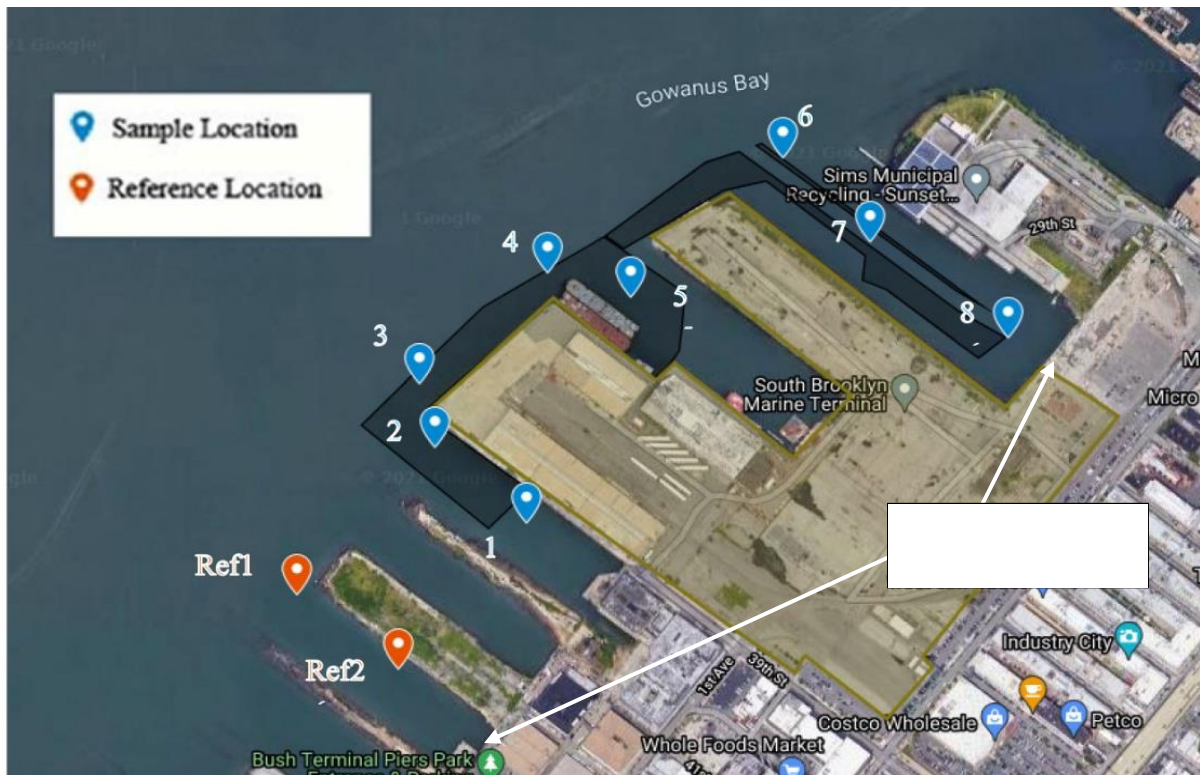 Gowanus Bay
Sample Location
Reference Location
6
Sims Municipal
Recycling - Sunset...
29th St
7
4
5
8
3
South Brooklyn
Marine Terminal
Micro
2
1
Ref1
Ref2
Industry City
1st Ave
39th St
Costco Wholesale
Petco
Whole Foods Market
Bush Terminal Piers Park